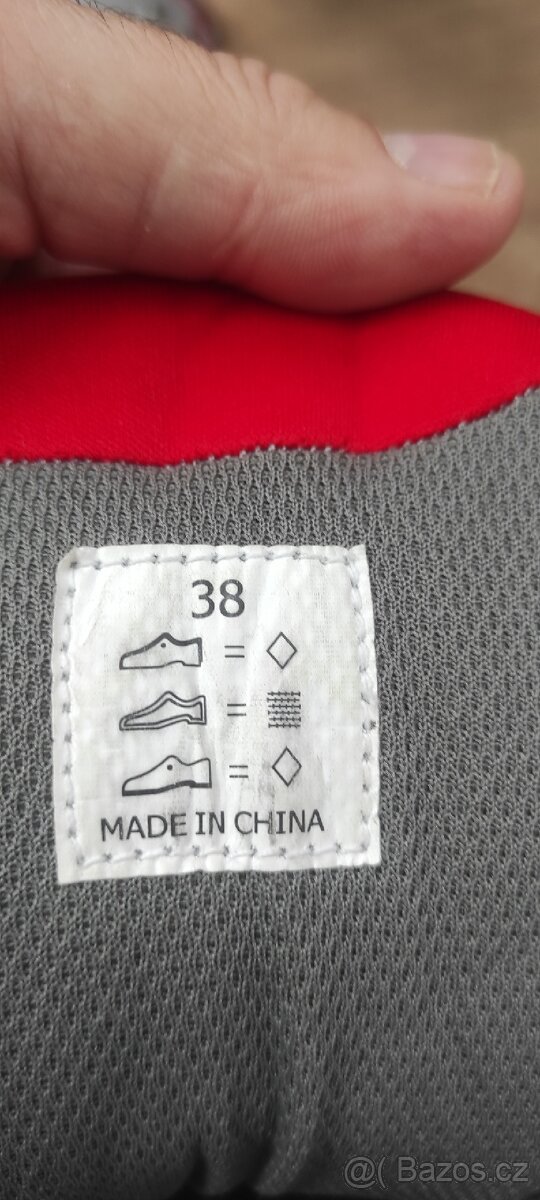 38
=
=
=
MADE IN CHINA
@( Bazos.cz